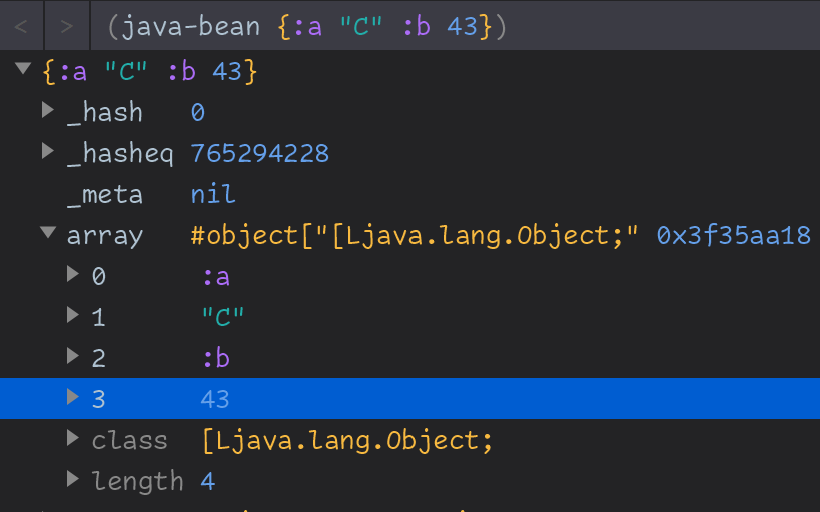 < > (java-bean {:a "C" :b 43})
{:a "C" :b 43}
_hash 0
_hasheq 765294228
_meta nil
array #object["[Ljava.lang.Object;" 0x3f35aa18
0 :a
1 "C"
2 :b
3 43
class [Ljava.lang.Object;
length 4